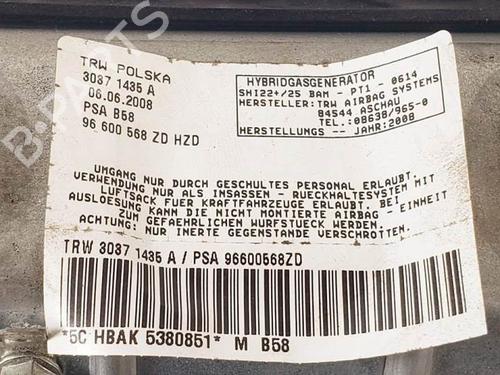 TRW POLSKA
3037 1435 A
06.06.2008
PSA B58
96 600 568 ZD HZD
HYBRIDGASGENERATOR
SHI22+/25 BAM - PT1 - 0614
HERSTELLER: TRW AIRBAG SYSTEMS
84544 ASCHAU
TEL.: 08638/965-0
HERSTELLUNGS -- JAHR: 2008
UMGANG NUR DURCH GESCHULTES PERSONAL ERLAUBT.
VERWENDUNG NUR ALS INSASSEN - RUECKHALTESYSTEM MIT
LUFTSACK FUER KRAFTFAHRZEUGE ERLAUBT. BEI
AUSLOESUNG KANN DIE NICHT MONTIERTE AIRBAG - EINHEIT
ZUM GEFAEHRLICHEN WURFSTUECK WERDEN.
ACHTUNG: NUR INERTE GEGENSTANDE VERSCHROTTEN.
TRW 3037 1435 A / PSA 96600568ZD
*5C HBAK 5380851* M B58